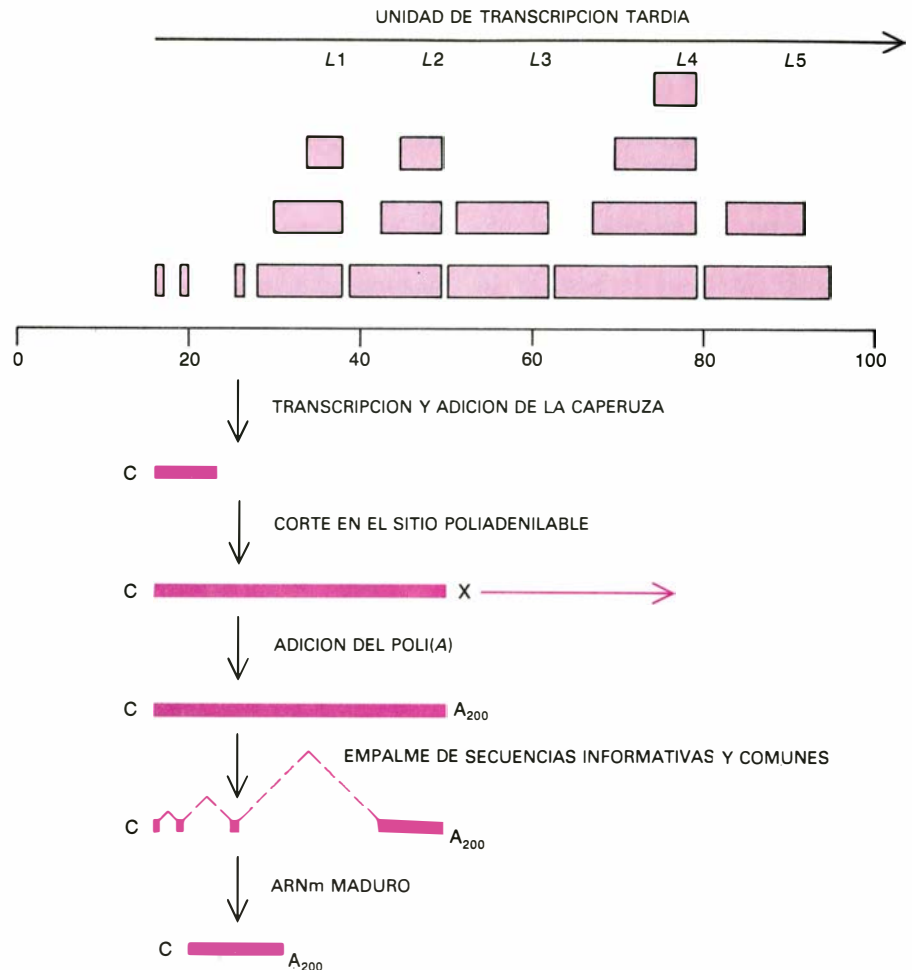 UNIDAD DE TRANSCRIPCION TARDIA
L1 L2 L3 L4 L5
0 20 40 60 80 100
TRANSCRIPCION Y ADICION DE LA CAPERUZA
C
CORTE EN EL SITIO POLIADENILABLE
C X
ADICION DEL POLI(A)
C A₂₀₀
EMPALME DE SECUENCIAS INFORMATIVAS Y COMUNES
C A₂₀₀
ARNm MADURO
C A₂₀₀